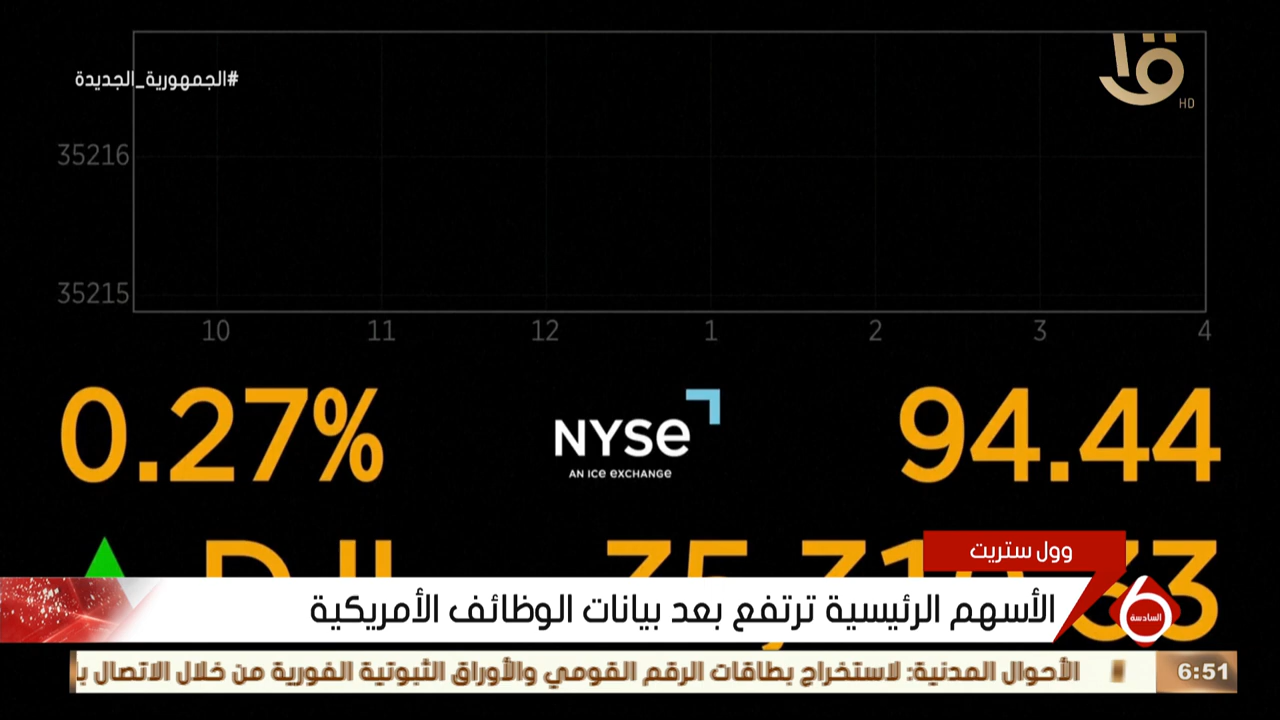 #الجمهورية_الجديدة
HD
35216
35215
10 11 12 1 2 3 4
0.27%
NYSE
AN ICE EXCHANGE
94.44
وول ستريت
الأسهم الرئيسية ترتفع بعد بيانات الوظائف الأمريكية
السادسة
الأحوال المدنية: لاستخراج بطاقات الرقم القومي والأوراق الثبوتية الفورية من خلال الاتصال
6:51